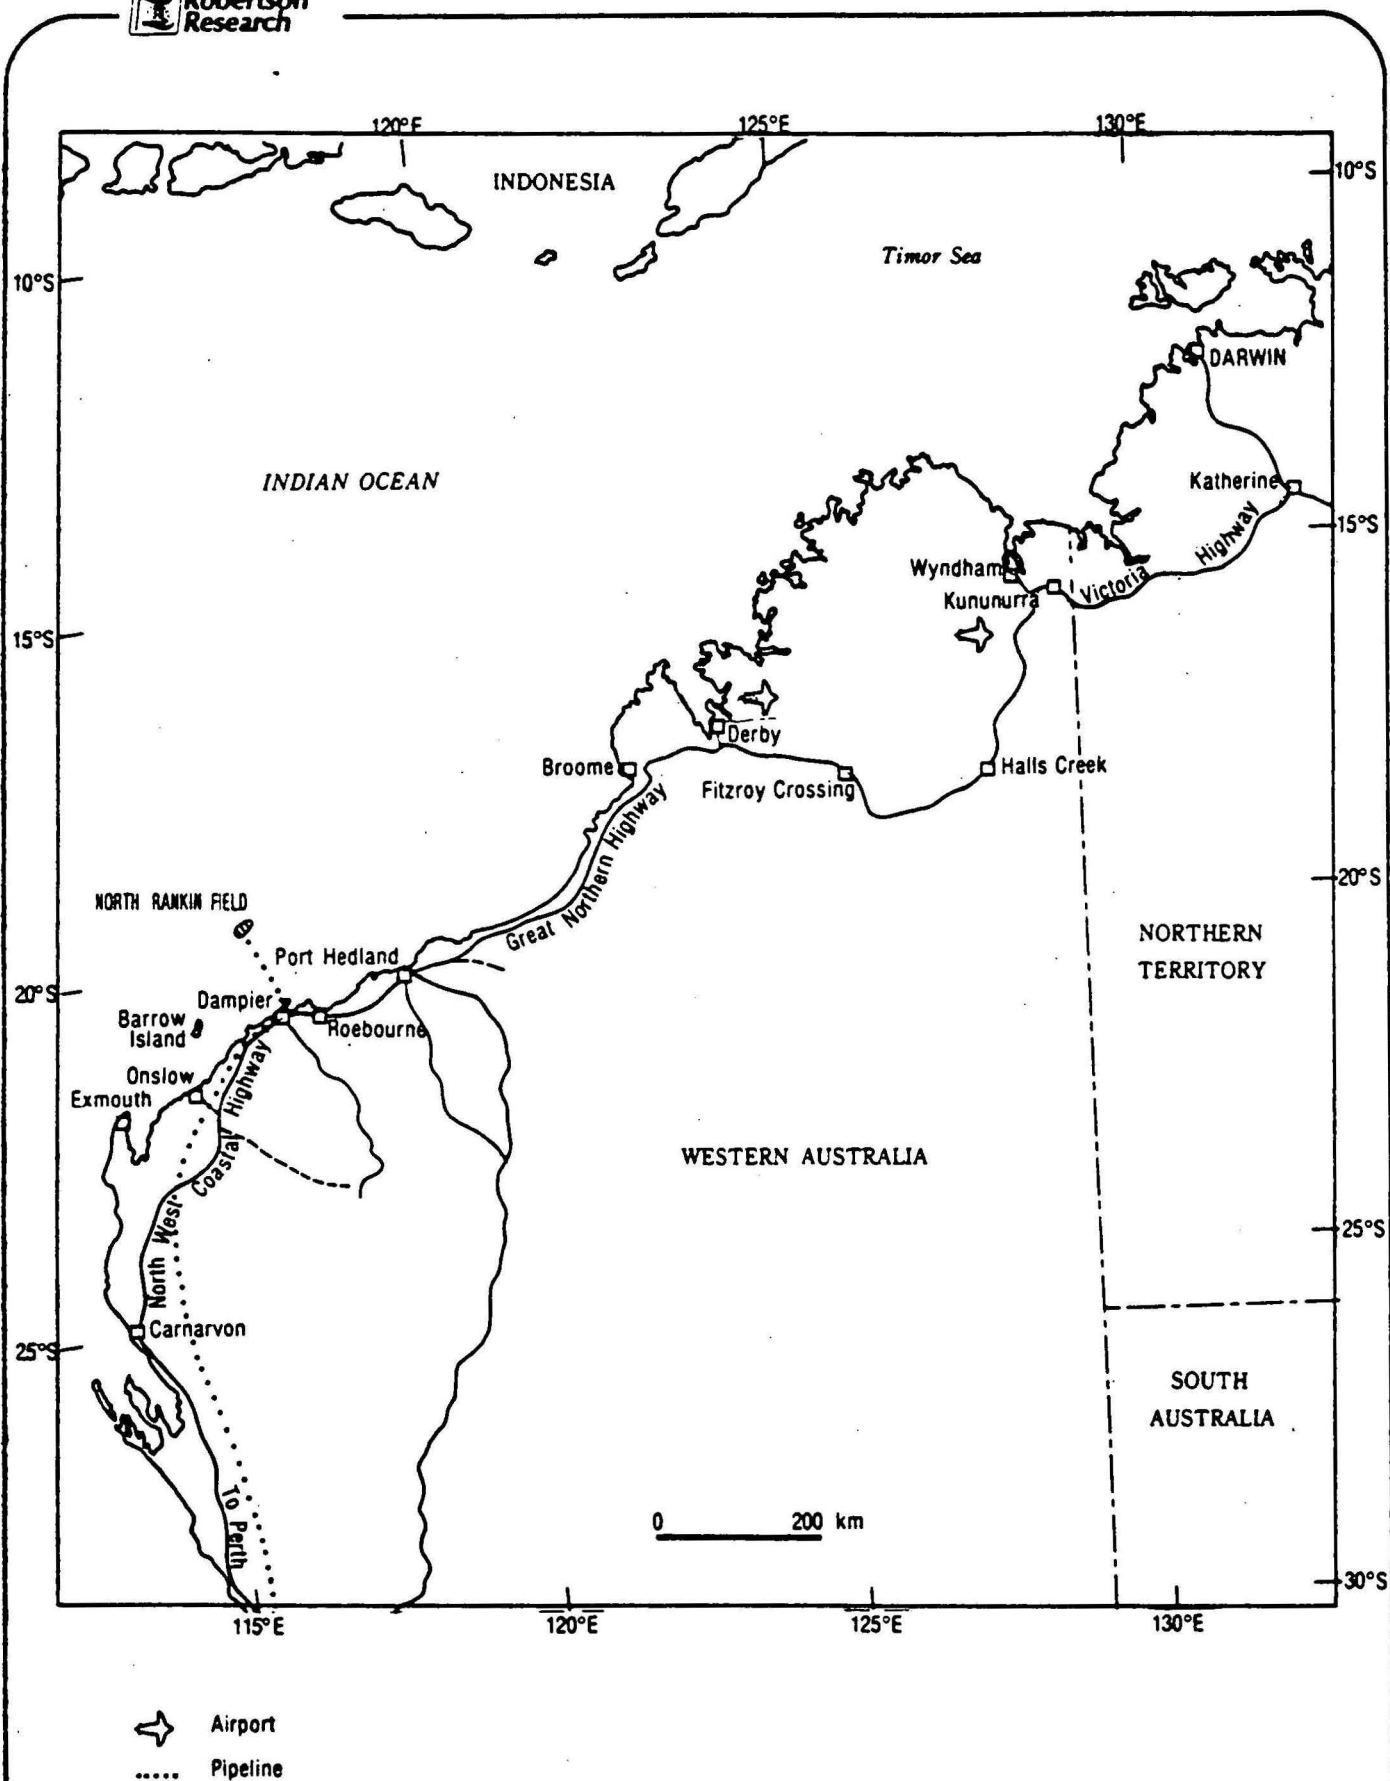 Robertson
Research
120°E
125°E
130°E
10°S
INDONESIA
Timor Sea
10°S
DARWIN
INDIAN OCEAN
Katherine
15°S
Victoria Highway
Wyndham
Kununurra
15°S
Derby
Broome
Halls Creek
Fitzroy Crossing
Great Northern Highway
20°S
NORTH RANKIN FIELD
NORTHERN
TERRITORY
Port Hedland
20°S
Dampier
Barrow
Island
Roebourne
Onslow
Exmouth
North West Coastal Highway
WESTERN AUSTRALIA
25°S
Carnarvon
25°S
SOUTH
AUSTRALIA
To Perth
0 200 km
30°S
115°E
120°E
125°E
130°E
Airport
Pipeline